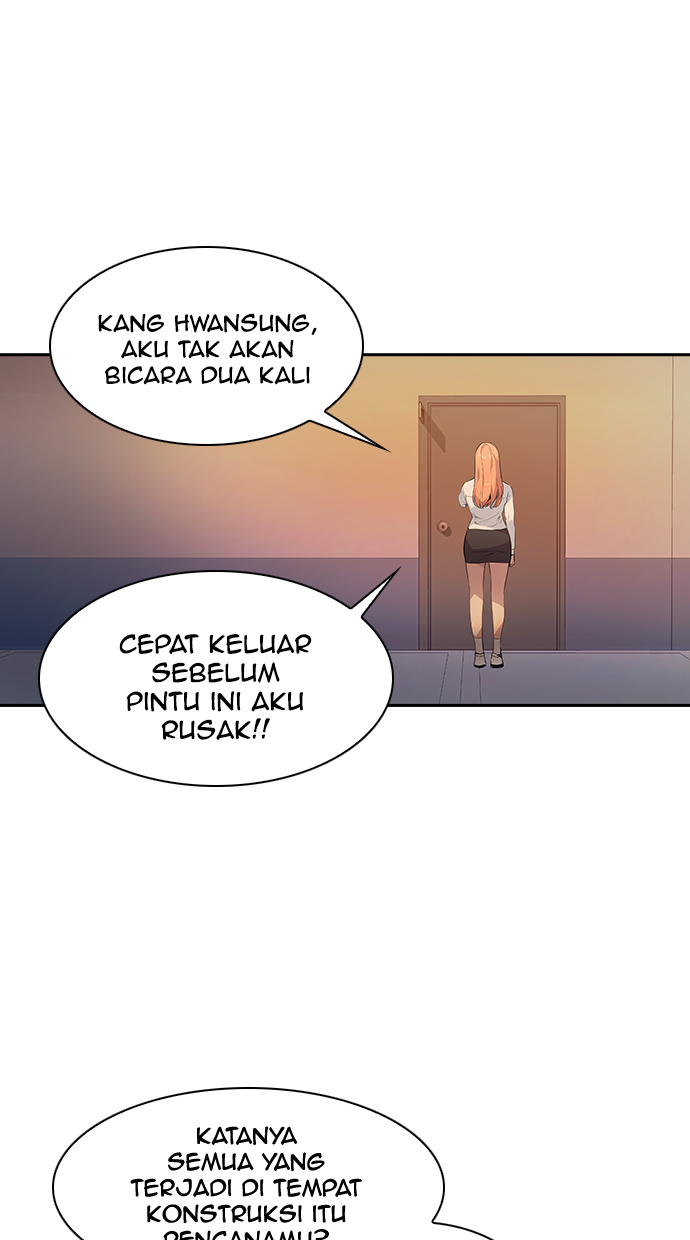 KANG HWANSUNG,
AKU TAK AKAN
BICARA DUA KALI
CEPAT KELUAR
SEBELUM
PINTU INI AKU
RUSAK!!
KATANYA
SEMUA YANG
TERJADI DI TEMPAT
KONSTRUKSI ITU
RENCANAMU?